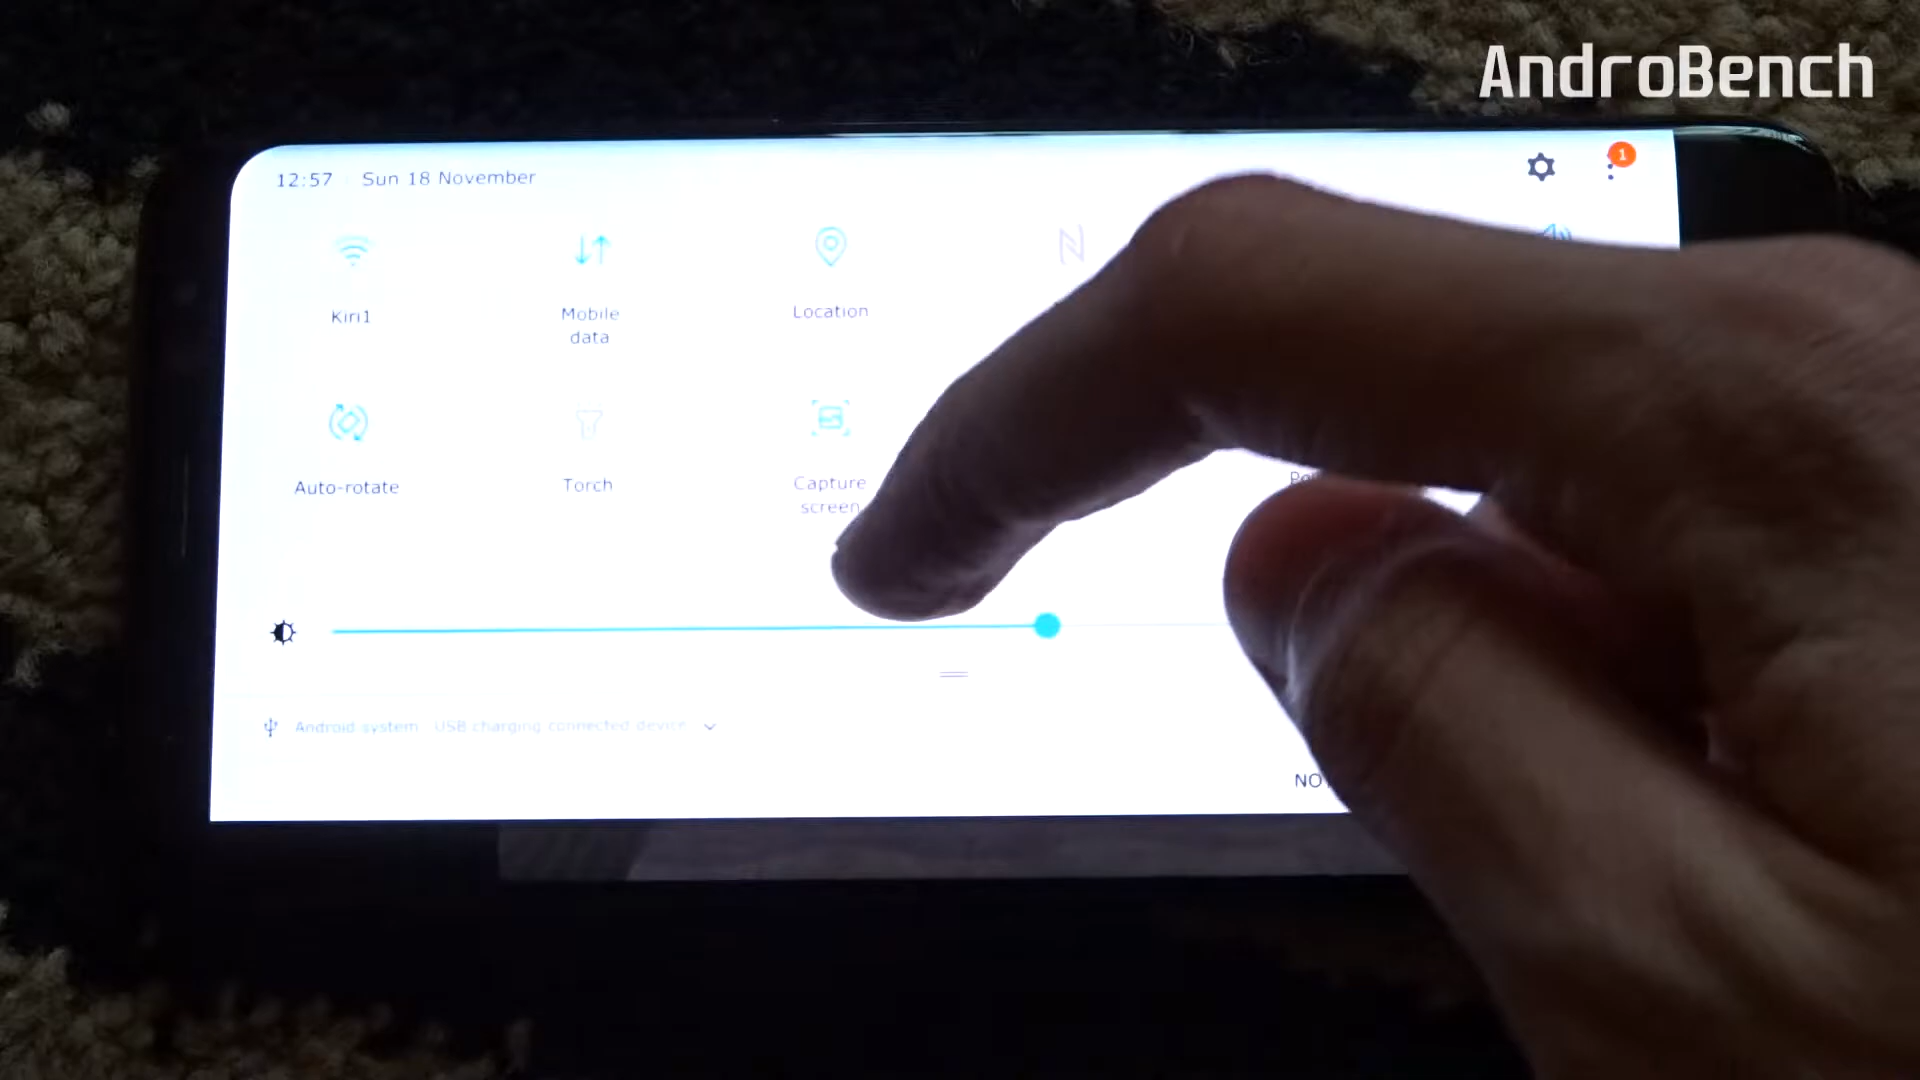 AndroBench
12:57 Sun 18 November
1
Kiri1
Mobile
data
Location
Auto-rotate
Torch
Capture
screen
Android system USB charging connected device